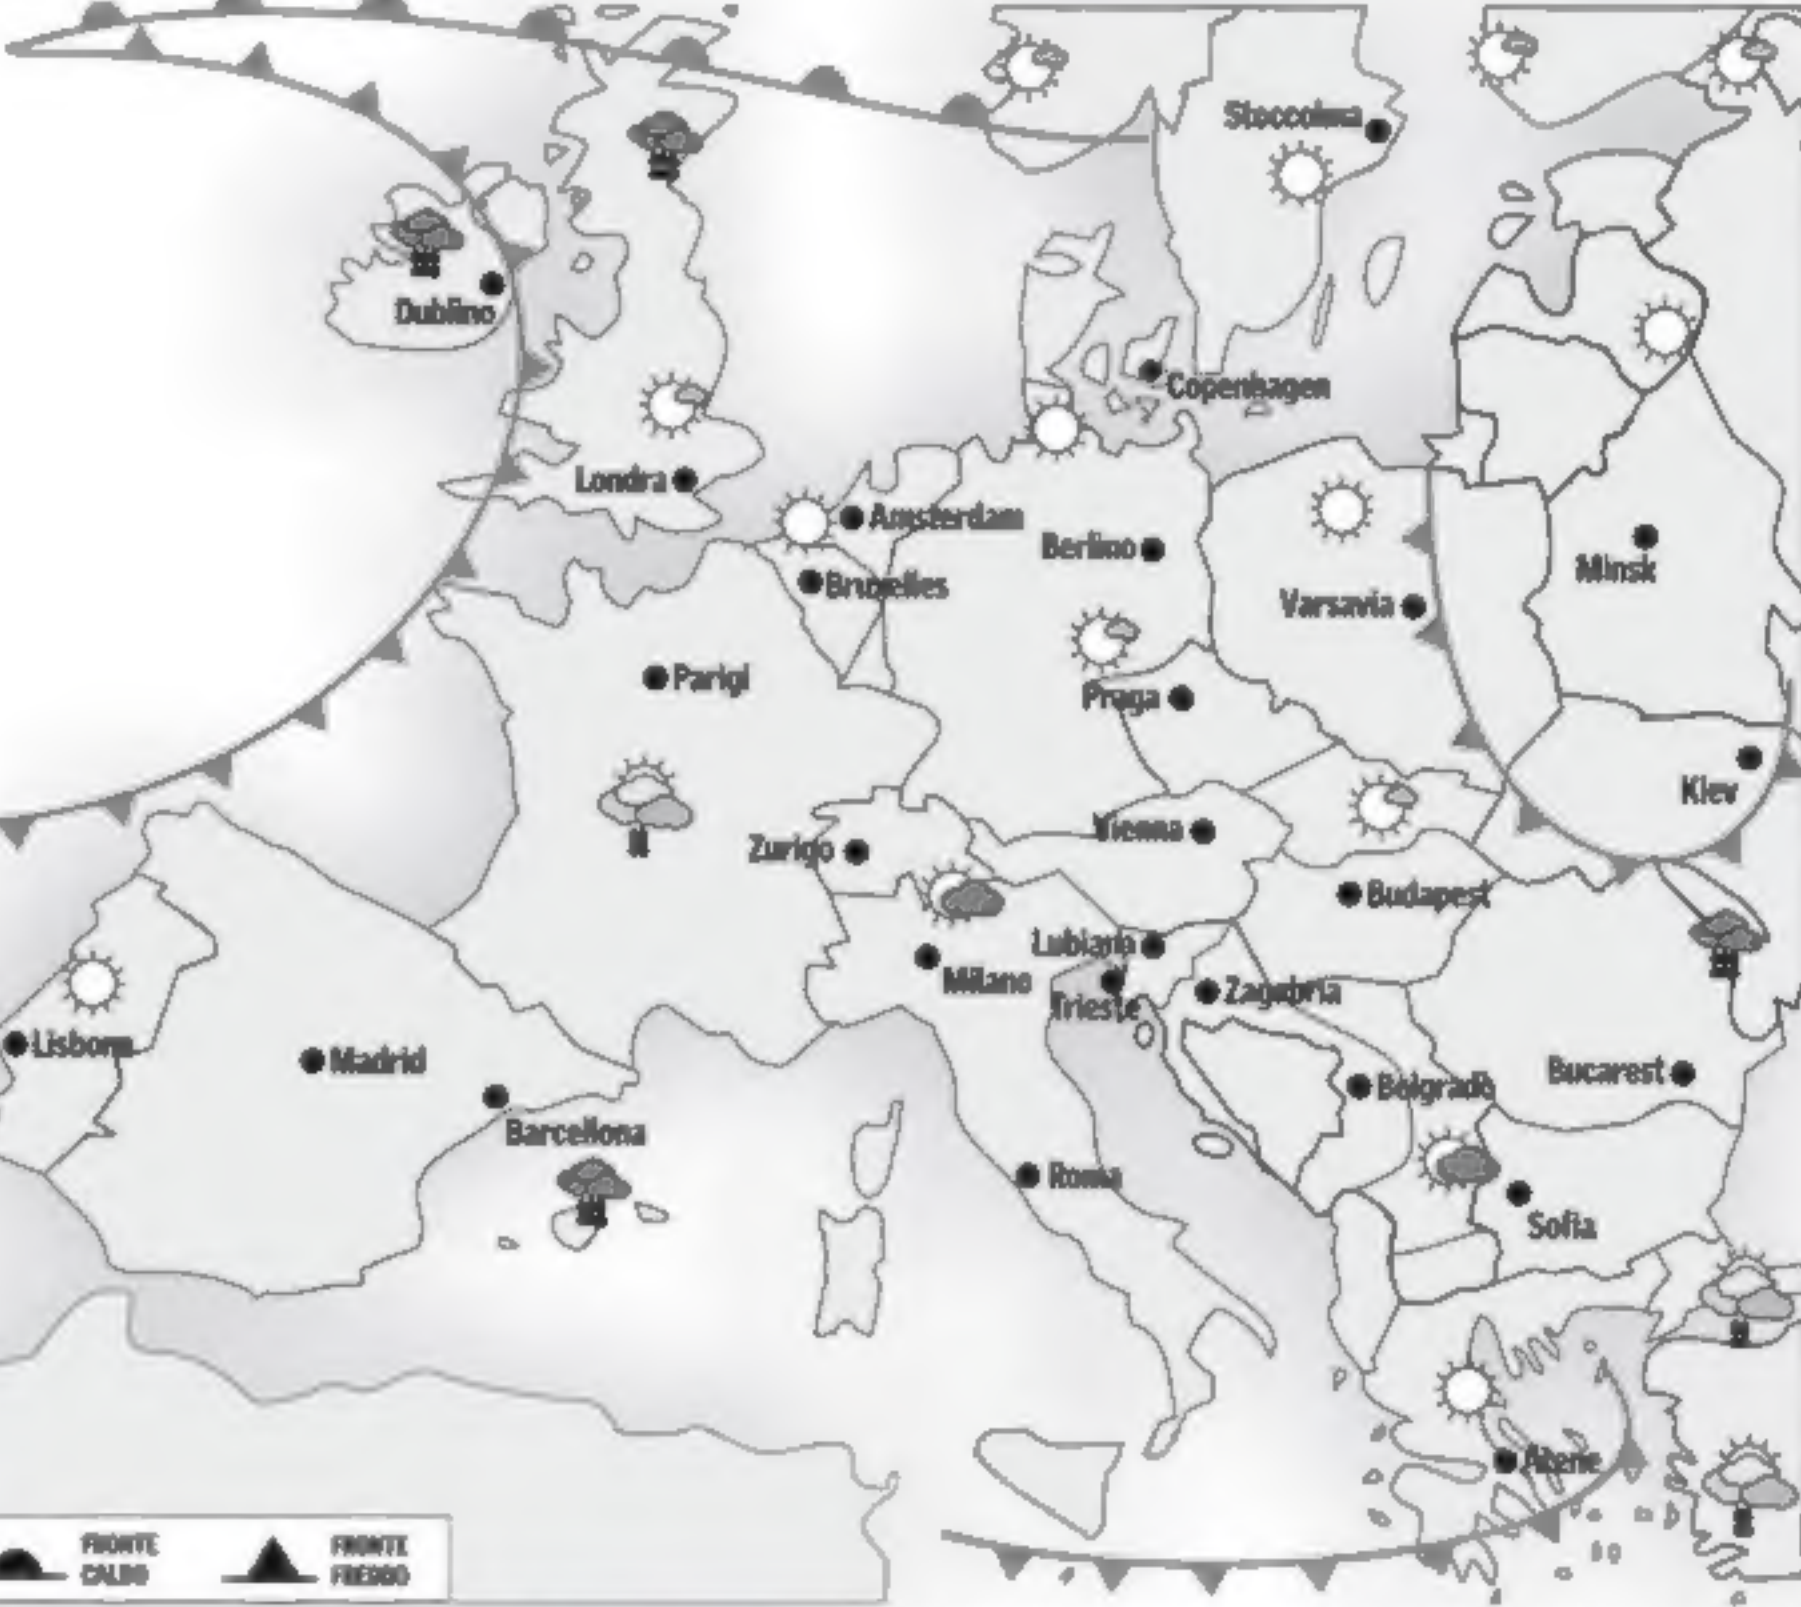 Stoccolma
Dublino
Copenhagen
Londra
Amsterdam
Berlino
Bruxelles
Minsk
Varsavia
Parigi
Praga
Kiev
Vienna
Zurigo
Budapest
Lubiana
Milano
Trieste
Zagabria
Lisbona
Madrid
Bucarest
Belgrado
Barcellona
Roma
Sofia
Atene
FRONTE
CALDO
FRONTE
FREDDO